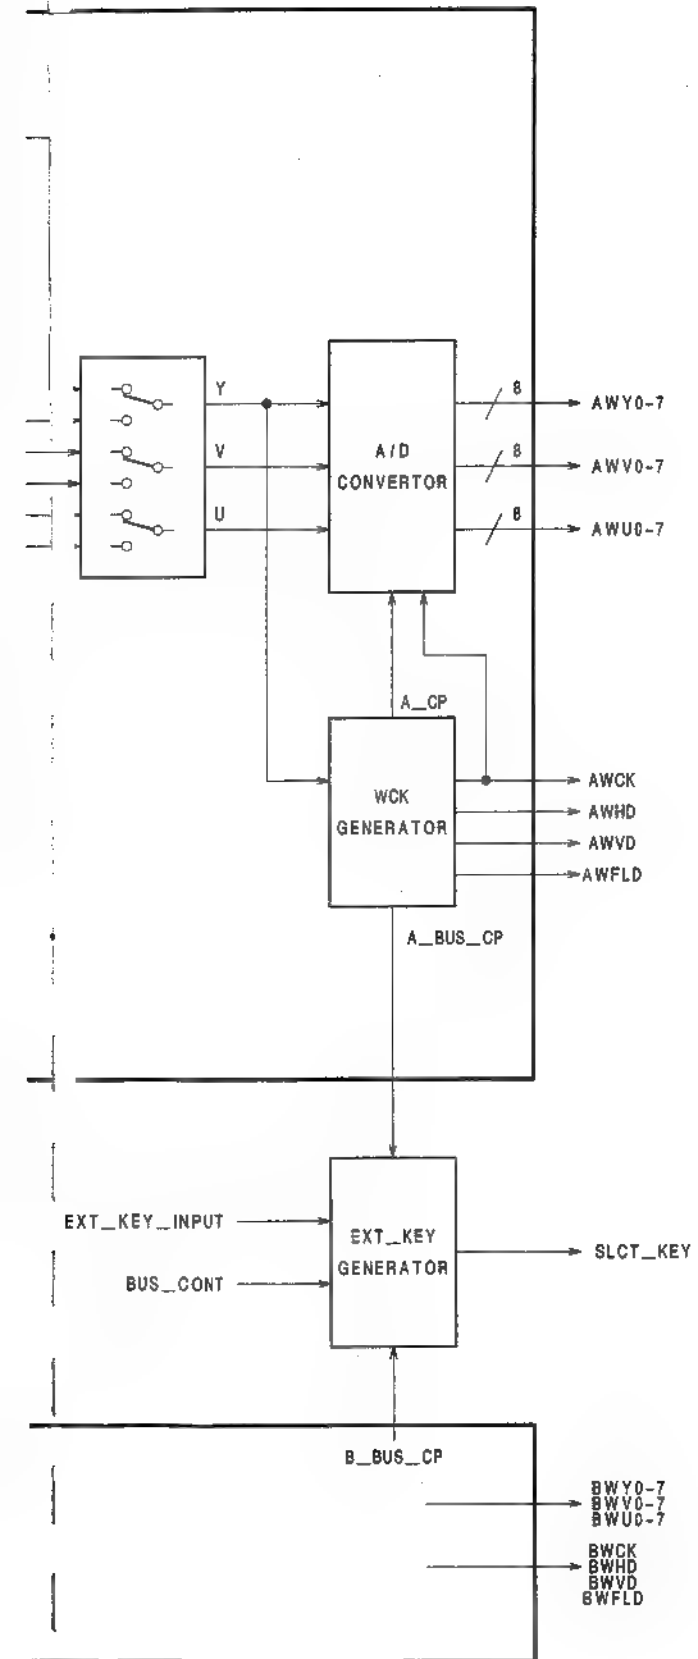 Y
8
AWY0-7
V
A/D
CONVERTOR
8
AWV0-7
U
8
AWU0-7
A_CP
WCK
GENERATOR
AWCK
AWHD
AWVD
AWFLD
A_BUS_CP
EXT_KEY_INPUT
BUS_CONT
EXT_KEY
GENERATOR
SLCT_KEY
B_BUS_CP
BWY0-7
BWV0-7
BWU0-7
BWCK
BWHD
BWVD
BWFLD